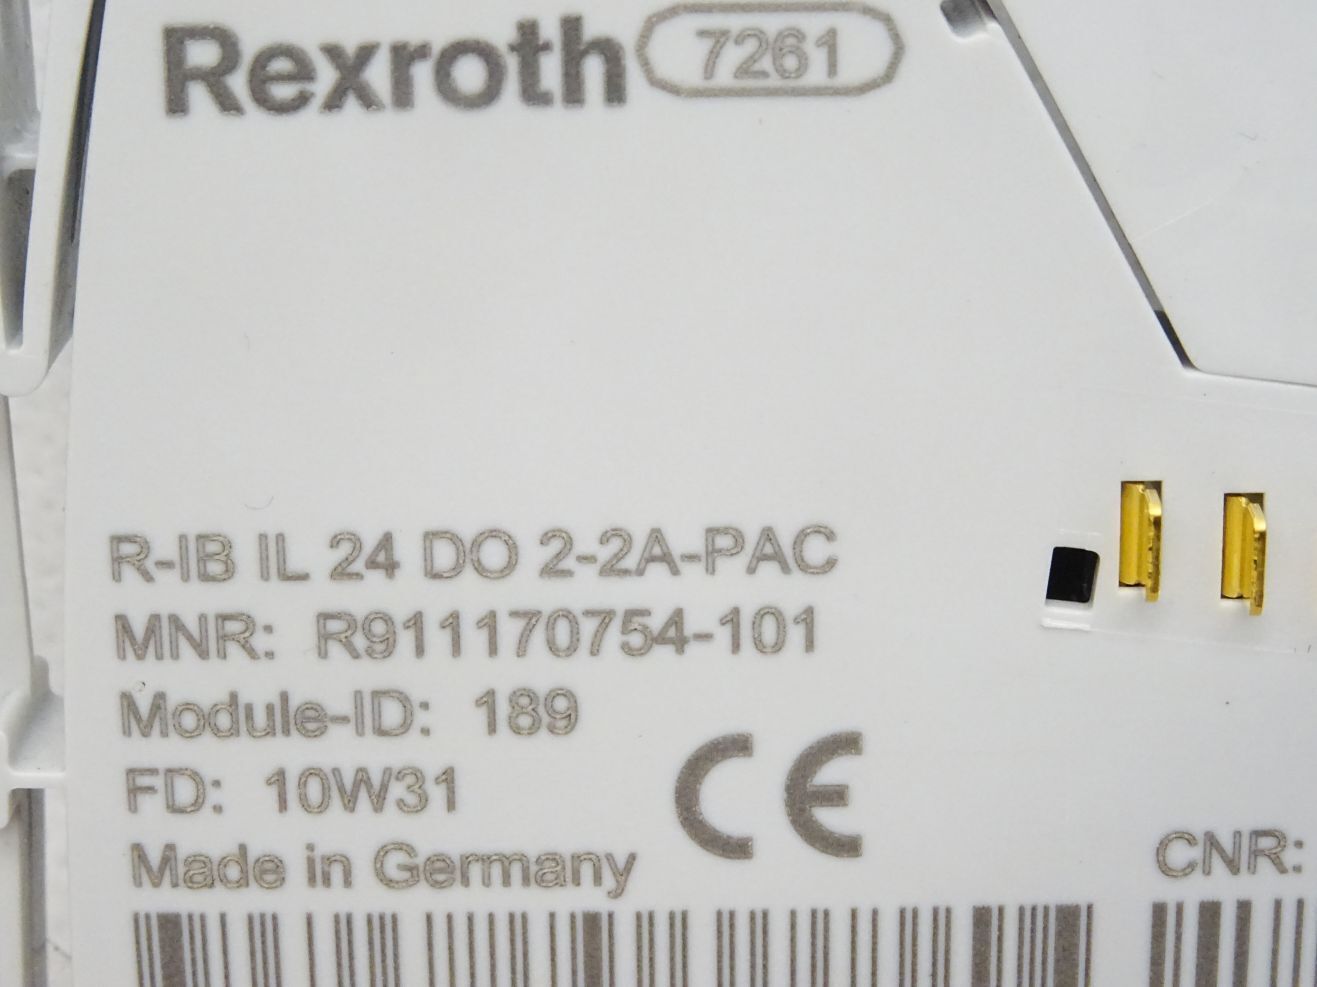 Rexroth 7261
R-IB IL 24 DO 2-2A-PAC
MNR: R911170754-101
Module-ID: 189
FD: 10W31
CE
Made in Germany
CNR: